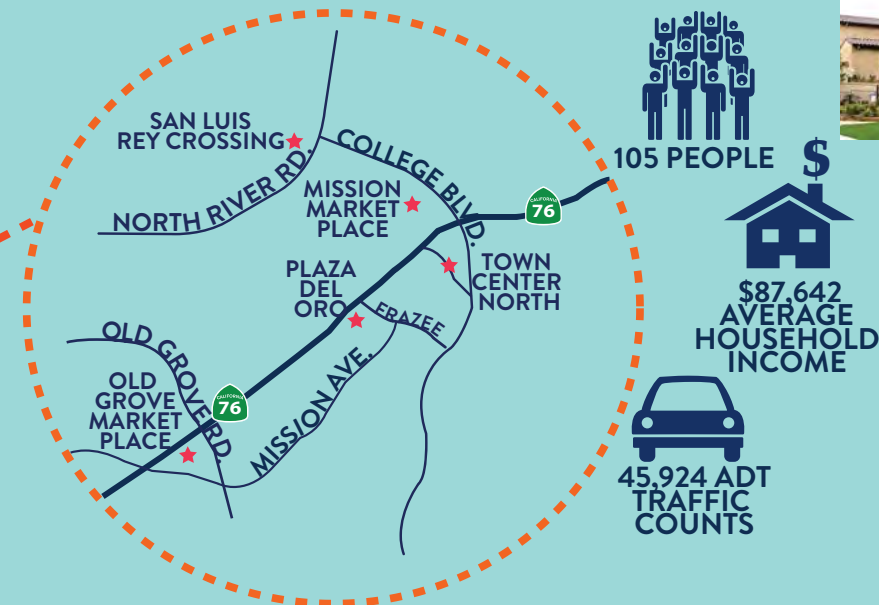 SAN LUIS
REY CROSSING
NORTH RIVER RD.
COLLEGE BLVD.
MISSION
MARKET
PLACE
CALIFORNIA
76
TOWN
CENTER
NORTH
PLAZA
DEL
ORO
FRAZEE
OLD GROVE RD.
OLD
GROVE
MARKET
PLACE
CALIFORNIA
76
MISSION AVE.
105 PEOPLE
$
$87,642
AVERAGE
HOUSEHOLD
INCOME
45,924 ADT
TRAFFIC
COUNTS